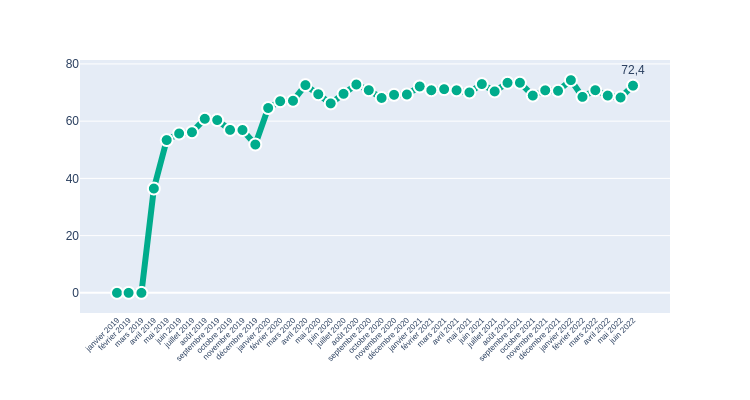 80
72,4
60
40
20
0
janvier 2019
février 2019
mars 2019
avril 2019
mai 2019
juin 2019
juillet 2019
août 2019
septembre 2019
octobre 2019
novembre 2019
décembre 2019
janvier 2020
février 2020
mars 2020
avril 2020
mai 2020
juin 2020
juillet 2020
août 2020
septembre 2020
octobre 2020
novembre 2020
décembre 2020
janvier 2021
février 2021
mars 2021
avril 2021
mai 2021
juin 2021
juillet 2021
août 2021
septembre 2021
octobre 2021
novembre 2021
décembre 2021
janvier 2022
février 2022
mars 2022
avril 2022
mai 2022
juin 2022